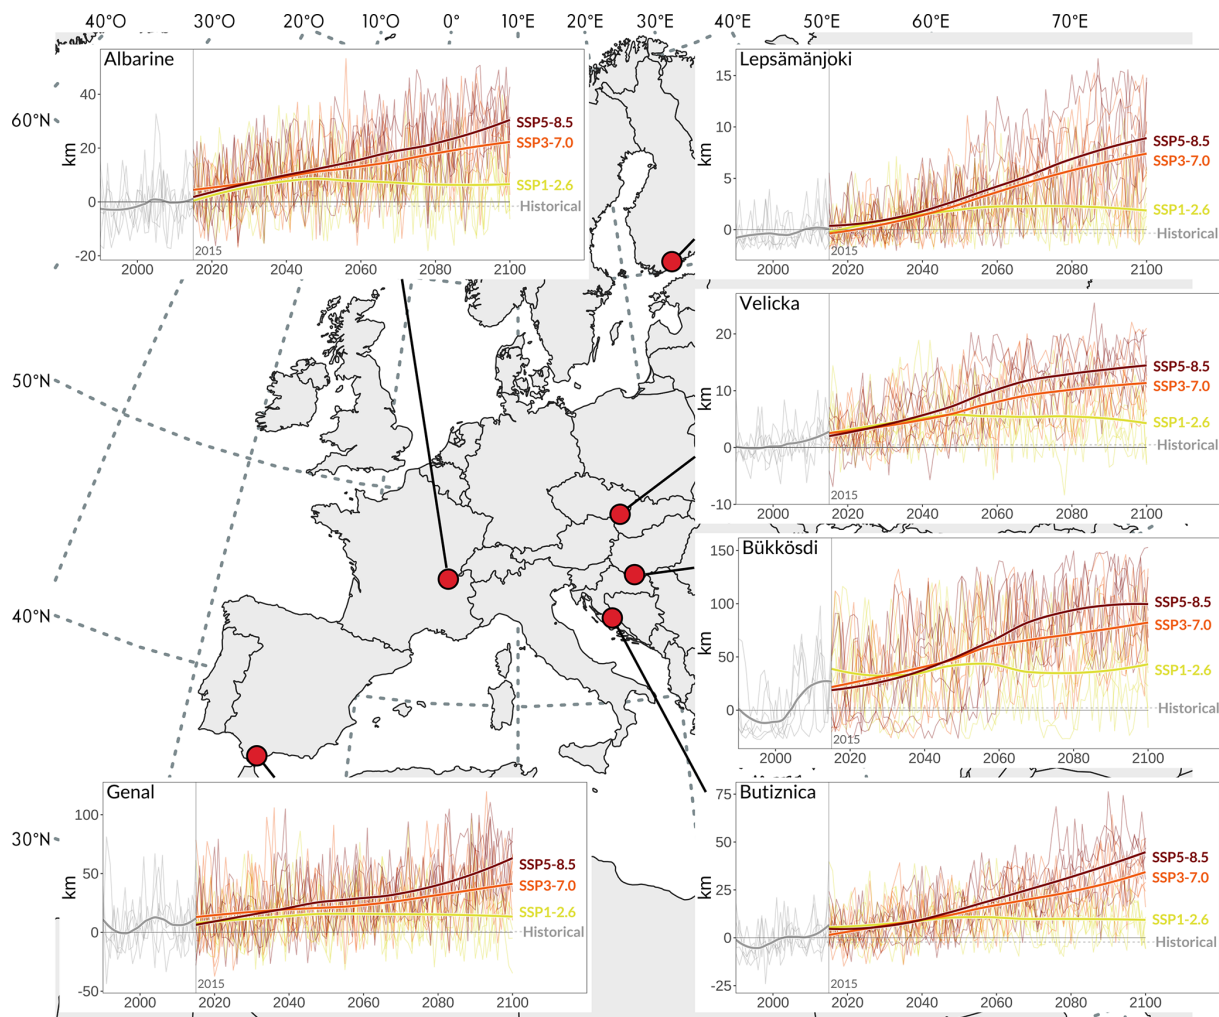 40°O 30°O 20°O 10°O 0° 10°E 20°E 30°E 40°E 50°E 60°E 70°E
60°N
50°N
40°N
30°N
Albarine
km
40
20
0
-20
2015
2000 2020 2040 2060 2080 2100
SSP5-8.5
SSP3-7.0
SSP1-2.6
Historical
Lepsämänjoki
km
15
10
5
0
2015
2000 2020 2040 2060 2080 2100
SSP5-8.5
SSP3-7.0
SSP1-2.6
Historical
Velicka
km
20
10
0
-10
2015
2000 2020 2040 2060 2080 2100
SSP5-8.5
SSP3-7.0
SSP1-2.6
Historical
Bükkösdi
km
150
100
50
0
2015
2000 2020 2040 2060 2080 2100
SSP5-8.5
SSP3-7.0
SSP1-2.6
Historical
Genal
km
100
50
0
-50
2015
2000 2020 2040 2060 2080 2100
SSP5-8.5
SSP3-7.0
SSP1-2.6
Historical
Butiznica
km
75
50
25
0
-25
2015
2000 2020 2040 2060 2080 2100
SSP5-8.5
SSP3-7.0
SSP1-2.6
Historical